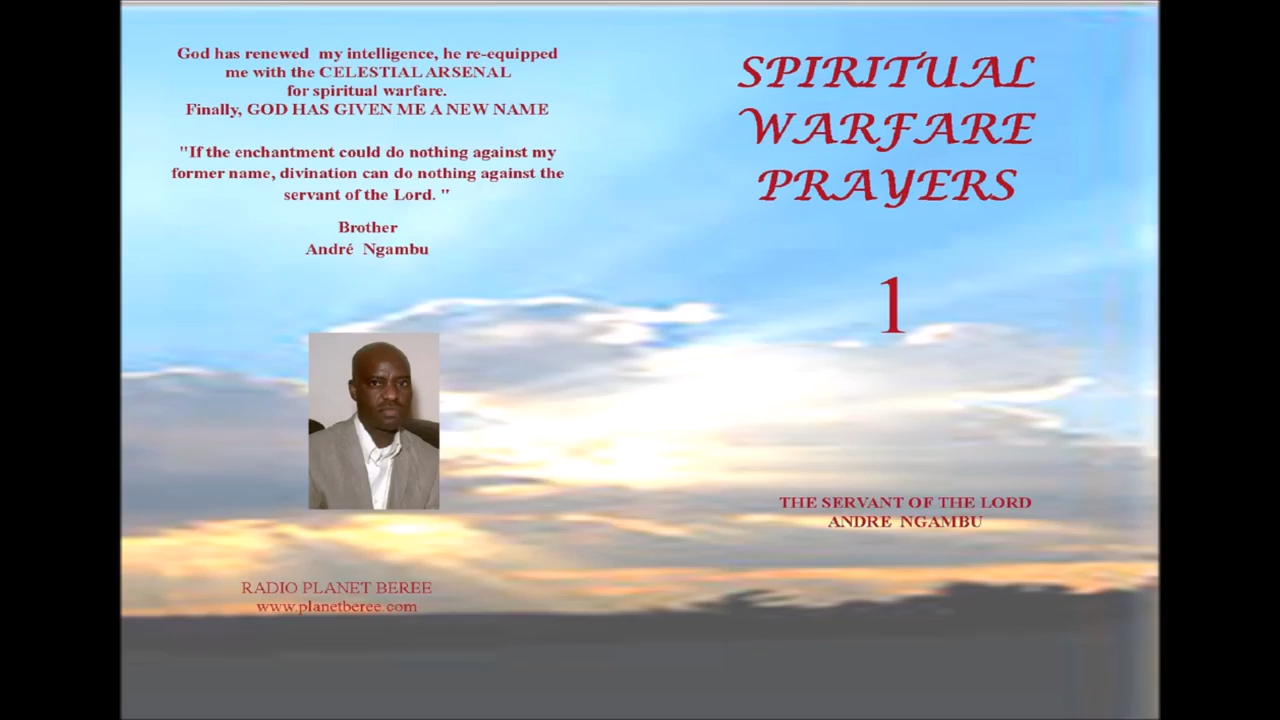 God has renewed  my intelligence, he re-equipped
me with the CELESTIAL ARSENAL
for spiritual warfare.
Finally, GOD HAS GIVEN ME A NEW NAME
"If the enchantment could do nothing against my
former name, divination can do nothing against the
servant of the Lord. "
Brother
André  Ngambu
RADIO PLANET BEREE
www.planetberee.com
SPIRITUAL
WARFARE
PRAYERS
1
THE SERVANT OF THE LORD
ANDRE  NGAMBU